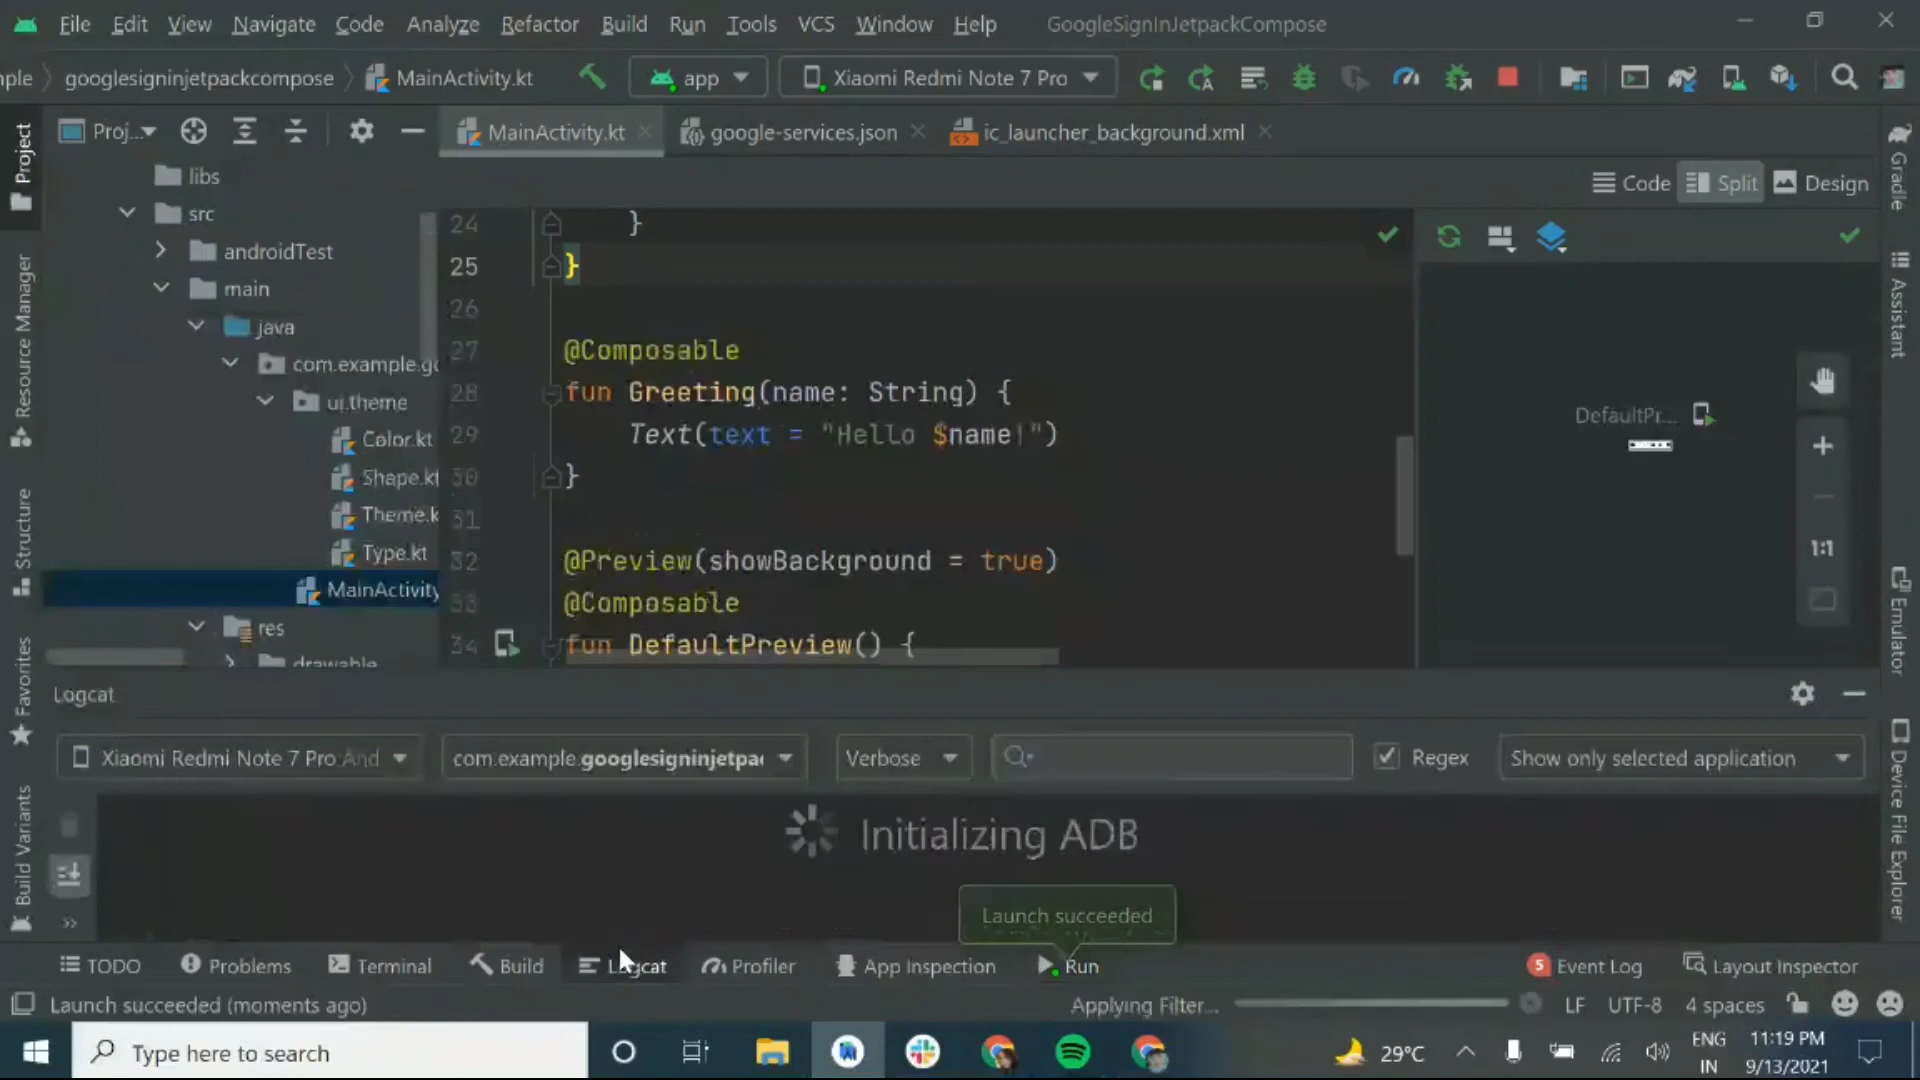 File Edit View Navigate Code Analyze Refactor Build Run Tools VCS Window Help GoogleSignInJetpackCompose
ple googlesigninjetpackcompose MainActivity.kt app Xiaomi Redmi Note 7 Pro
Proj... MainActivity.kt google-services.json ic_launcher_background.xml
Code Split Design
Project
Resource Manager
Structure
Favorites
Build Variants
libs
src
androidTest
main
java
com.example.go
ui.theme
Color.kt
Shape.kt
Theme.k
Type.kt
MainActivity
res
drawable
24 }
25 }
26
27 @Composable
28 fun Greeting(name: String) {
29 Text(text = "Hello $name!")
30 }
31
32 @Preview(showBackground = true)
33 @Composable
34 fun DefaultPreview() {
DefaultPr...
1:1
Gradle
Assistant
Emulator
Device File Explorer
Logcat
Xiaomi Redmi Note 7 Pro And com.example.googlesigninjetpac Verbose Regex Show only selected application
Initializing ADB
Launch succeeded
TODO Problems Terminal Build Logcat Profiler App Inspection Run 5 Event Log Layout Inspector
Launch succeeded (moments ago) Applying Filter... LF UTF-8 4 spaces
Type here to search 29°C ENG 11:19 PM
IN 9/13/2021